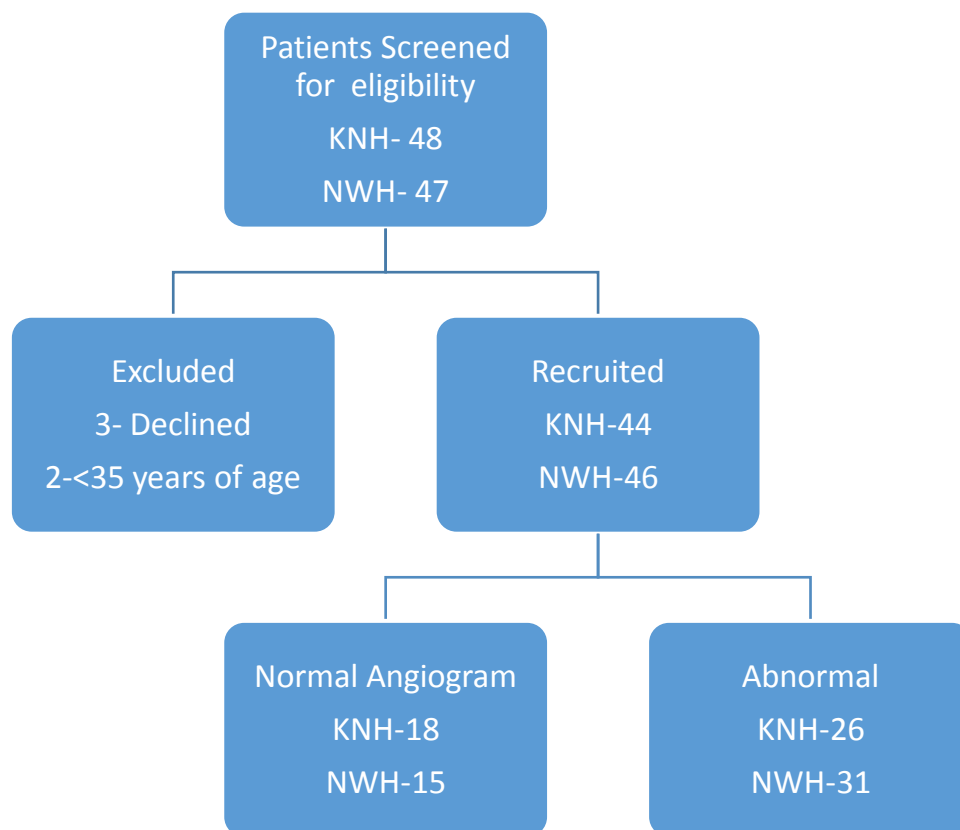 Patients Screened
for eligibility
KNH- 48
NWH- 47
Excluded
3- Declined
2-<35 years of age
Recruited
KNH-44
NWH-46
Normal Angiogram
KNH-18
NWH-15
Abnormal
KNH-26
NWH-31